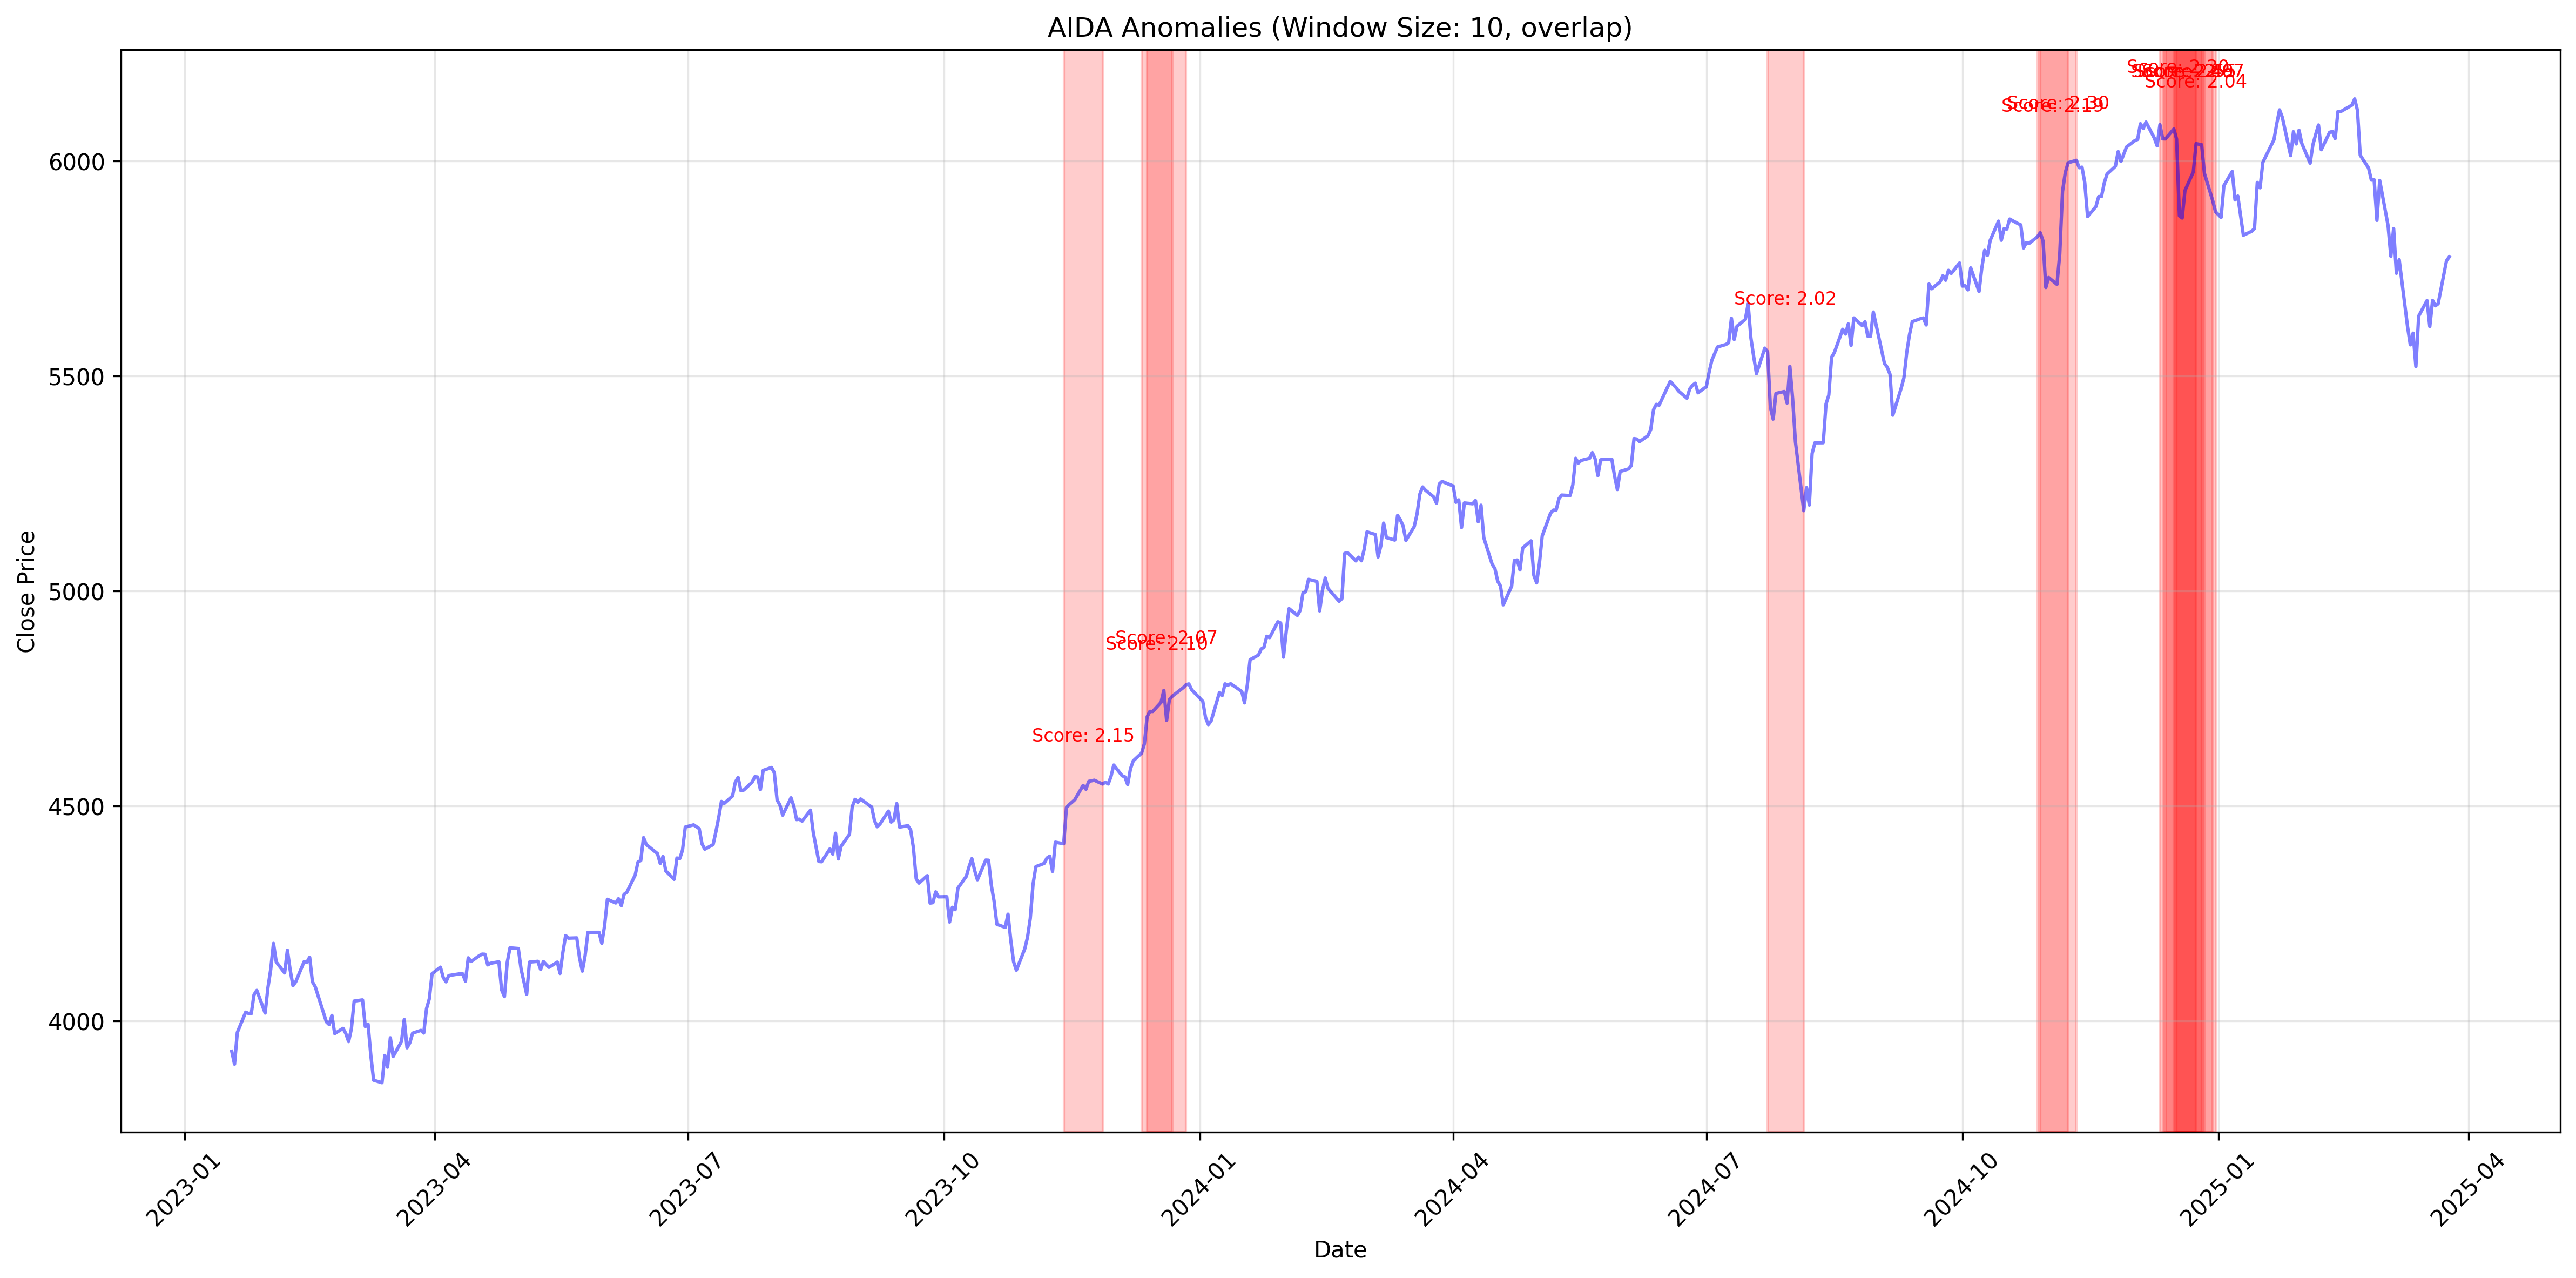 AIDA Anomalies (Window Size: 10, overlap)
Score: 2.04
Score: 2.30
Score: 2.19
Score: 2.02
Score: 2.07
Score: 2.10
Score: 2.15
Close Price
6000
5500
5000
4500
4000
2023-01
2023-04
2023-07
2023-10
2024-01
2024-04
2024-07
2024-10
2025-01
2025-04
Date